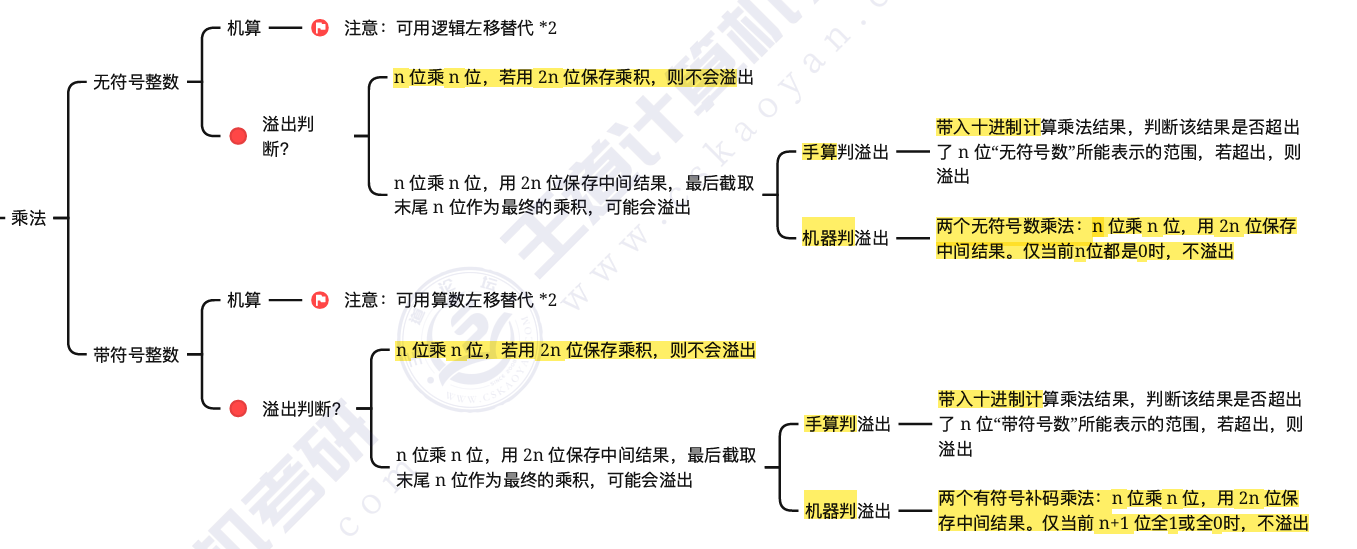 乘法
无符号整数
机算
注意：可用逻辑左移替代 *2
溢出判
断？
n 位乘 n 位，若用 2n 位保存乘积，则不会溢出
n 位乘 n 位，用 2n 位保存中间结果，最后截取
末尾 n 位作为最终的乘积，可能会溢出
手算判溢出
带入十进制计算乘法结果，判断该结果是否超出
了 n 位“无符号数”所能表示的范围，若超出，则
溢出
机器判溢出
两个无符号数乘法：n 位乘 n 位，用 2n 位保存
中间结果。仅当前n位都是0时，不溢出
带符号整数
机算
注意：可用算数左移替代 *2
溢出判断？
n 位乘 n 位，若用 2n 位保存乘积，则不会溢出
n 位乘 n 位，用 2n 位保存中间结果，最后截取
末尾 n 位作为最终的乘积，可能会溢出
手算判溢出
带入十进制计算乘法结果，判断该结果是否超出
了 n 位“带符号数”所能表示的范围，若超出，则
溢出
机器判溢出
两个有符号补码乘法：n 位乘 n 位，用 2n 位保
存中间结果。仅当前 n+1 位全1或全0时，不溢出
王道计算机
www.cskaoyan.
机考研
com